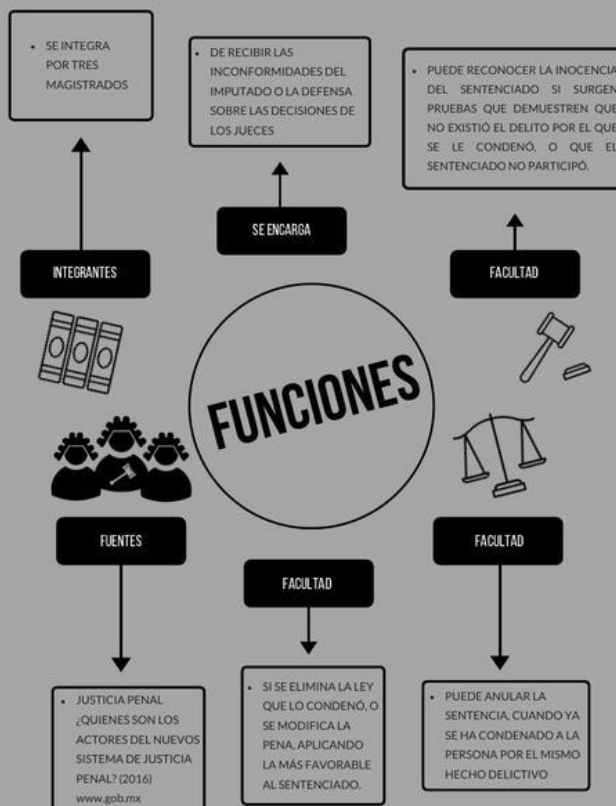 • SE INTEGRA
POR TRES
MAGISTRADOS
• DE RECIBIR LAS
INCONFORMIDADES DEL
IMPUTADO O LA DEFENSA
SOBRE LAS DECISIONES DE
LOS JUECES
• PUEDE RECONOCER LA INOCENCIA
DEL SENTENCIADO SI SURGEN
PRUEBAS QUE DEMUESTREN QUE
NO EXISTIÓ EL DELITO POR EL QUE
SE LE CONDENÓ, O QUE EL
SENTENCIADO NO PARTICIPÓ.
INTEGRANTES
SE ENCARGA
FACULTAD
FUNCIONES
FUENTES
FACULTAD
FACULTAD
• JUSTICIA PENAL
¿QUIENES SON LOS
ACTORES DEL NUEVOS
SISTEMA DE JUSTICIA
PENAL? (2016)
www.gob.mx
• SI SE ELIMINA LA LEY
QUE LO CONDENÓ, O
SE MODIFICA LA
PENA, APLICANDO
LA MÁS FAVORABLE
AL SENTENCIADO.
• PUEDE ANULAR LA
SENTENCIA, CUANDO YA
SE HA CONDENADO A LA
PERSONA POR EL MISMO
HECHO DELICTIVO